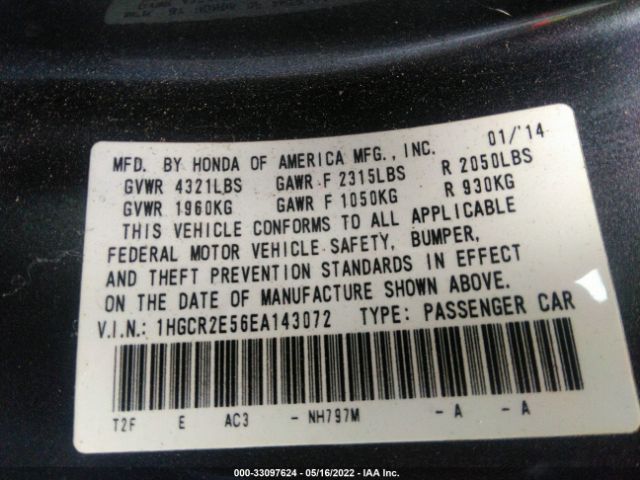 MFD. BY HONDA OF AMERICA MFG., INC. 01/'14
GVWR 4321LBS GAWR F 2315LBS R 2050LBS
GVWR 1960KG GAWR F 1050KG R 930KG
THIS VEHICLE CONFORMS TO ALL APPLICABLE
FEDERAL MOTOR VEHICLE SAFETY, BUMPER,
AND THEFT PREVENTION STANDARDS IN EFFECT
ON THE DATE OF MANUFACTURE SHOWN ABOVE.
V.I.N.: 1HGCR2E56EA143072 TYPE: PASSENGER CAR
T2F E AC3 - NH797M - A - A
000-33097624 - 05/16/2022 - IAA Inc.